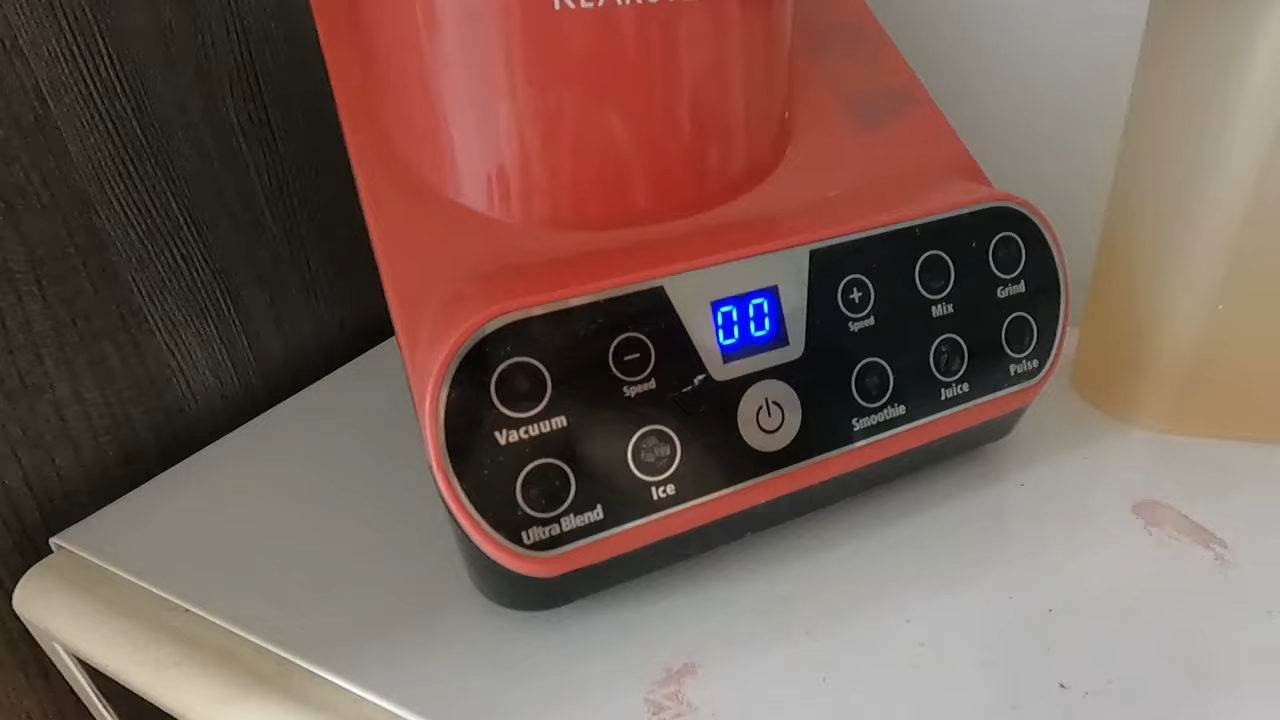 00
Speed
Mix
Grind
Vacuum
Speed
Smoothie
Juice
Pulse
Ultra Blend
Ice